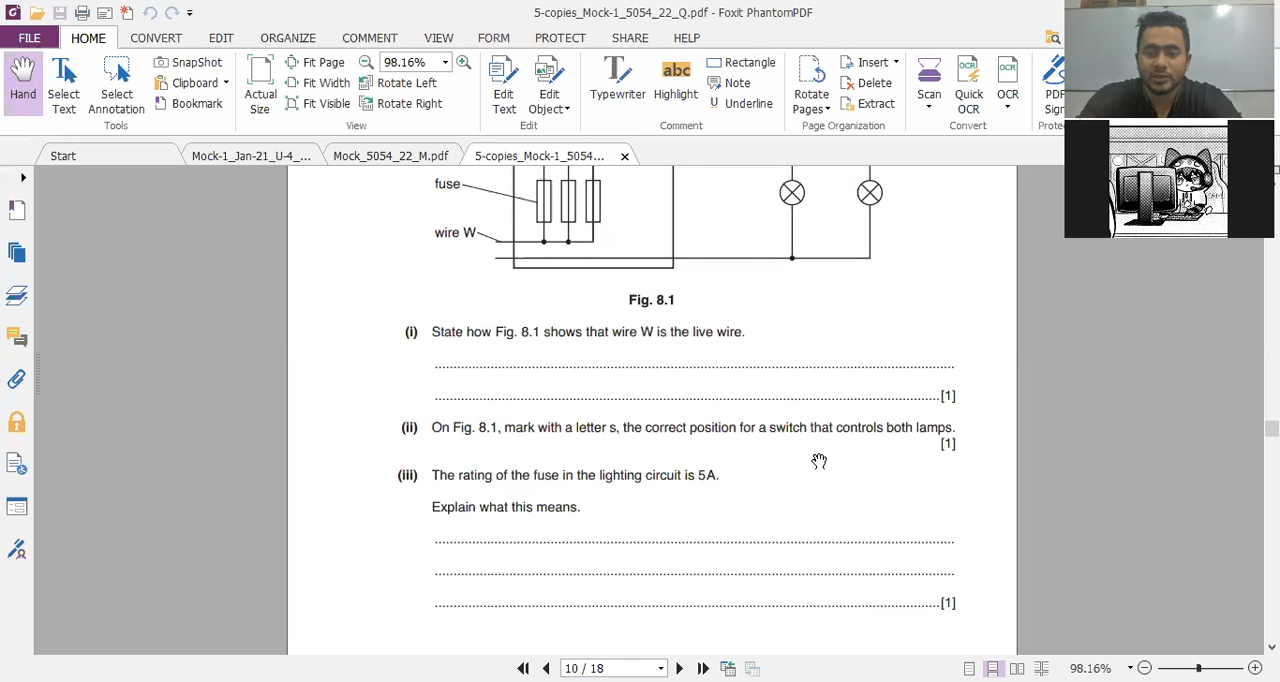 5-copies_Mock-1_5054_22_Q.pdf - Foxit PhantomPDF
FILE HOME CONVERT EDIT ORGANIZE COMMENT VIEW FORM PROTECT SHARE HELP
Hand
Select Text
Select Annotation
SnapShot
Clipboard
Bookmark
Tools
Actual Size
Fit Page
Fit Width
Fit Visible
98.16%
Rotate Left
Rotate Right
View
Edit Text
Edit Object
Edit
Typewriter
abc
Highlight
Rectangle
Note
Underline
Comment
Rotate Pages
Insert
Delete
Extract
Page Organization
Scan
OCR
Quick OCR
OCR
OCR
Convert
PDF
Sign
Prote
Start
Mock-1_Jan-21_U-4_...
Mock_5054_22_M.pdf
5-copies_Mock-1_5054...
fuse
wire W
Fig. 8.1
(i) State how Fig. 8.1 shows that wire W is the live wire.
[1]
(ii) On Fig. 8.1, mark with a letter s, the correct position for a switch that controls both lamps.
[1]
(iii) The rating of the fuse in the lighting circuit is 5A.
Explain what this means.
[1]
10 / 18
98.16%